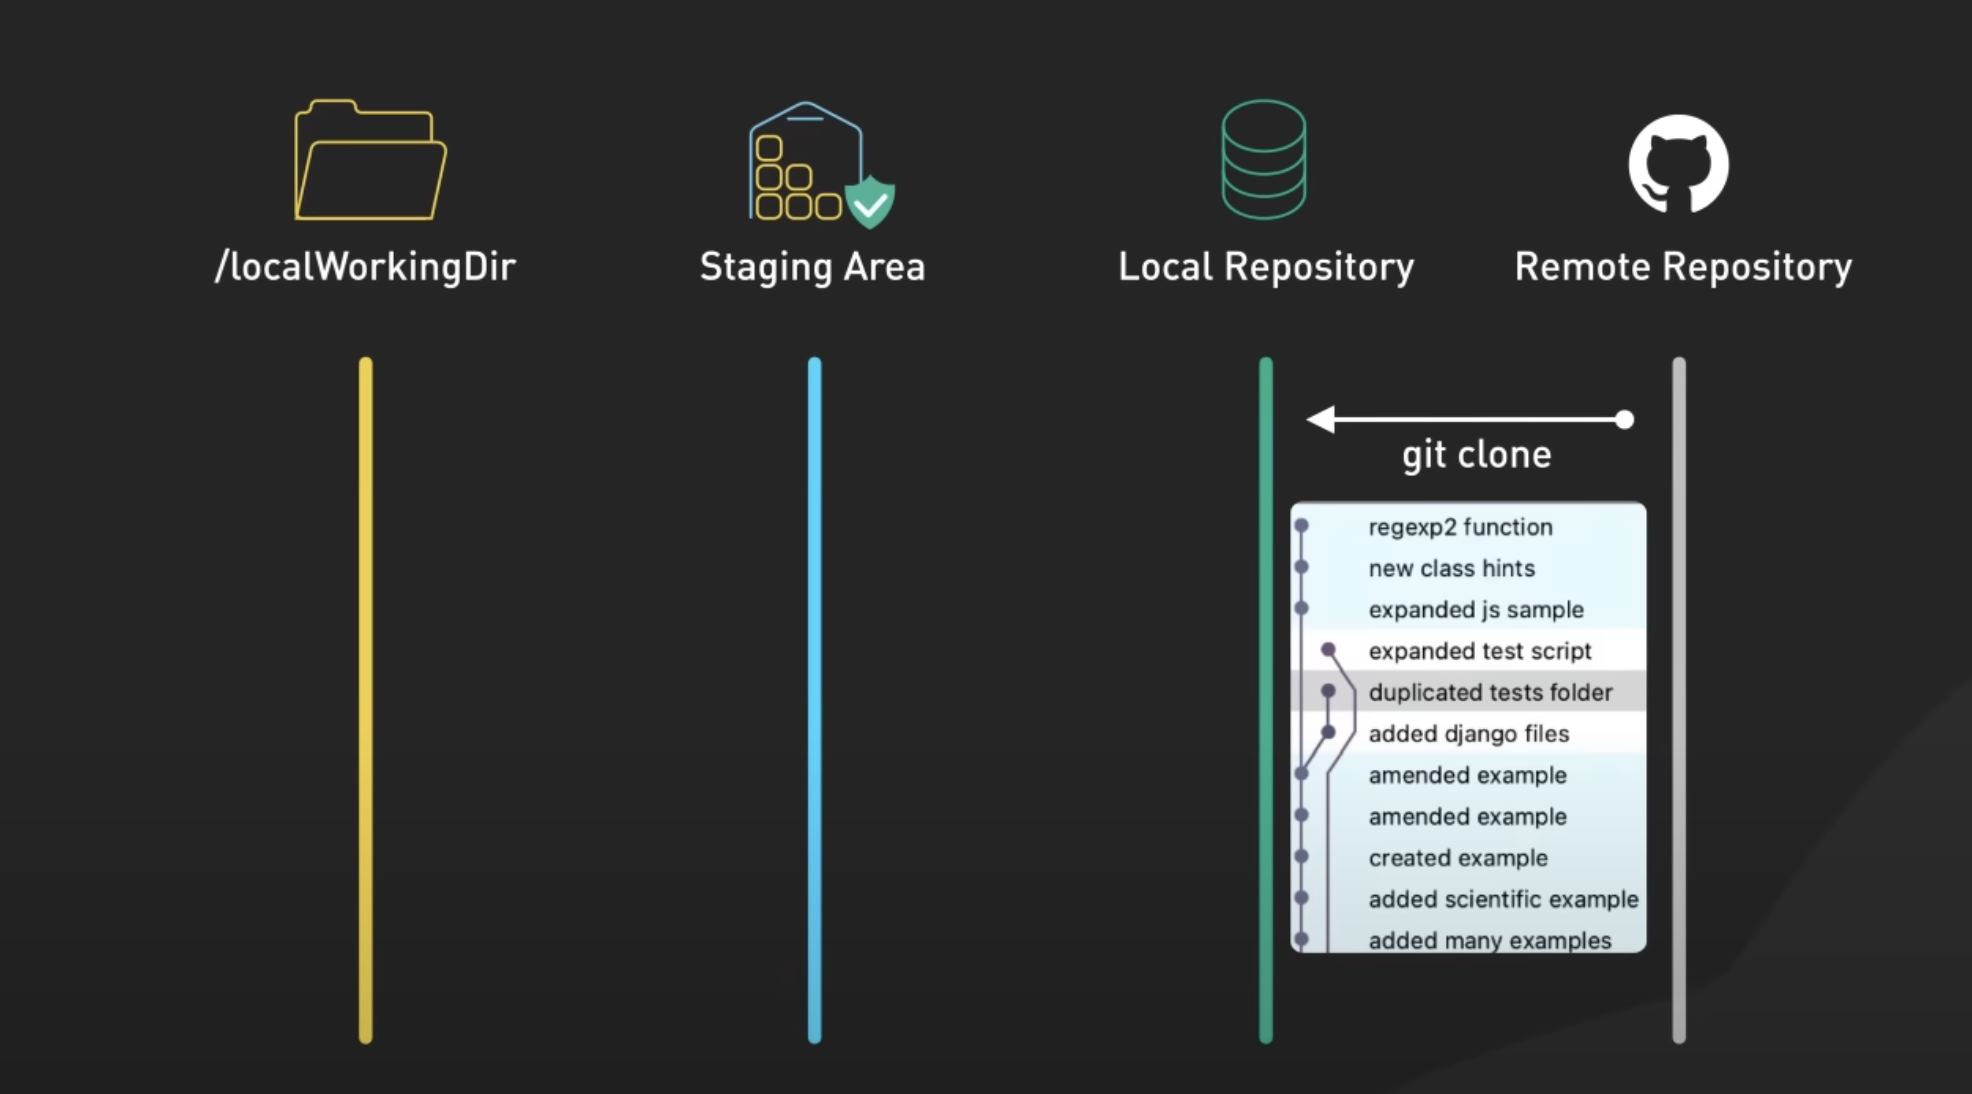 /localWorkingDir
Staging Area
Local Repository
Remote Repository
git clone
regexp2 function
new class hints
expanded js sample
expanded test script
duplicated tests folder
added django files
amended example
amended example
created example
added scientific example
added many examples